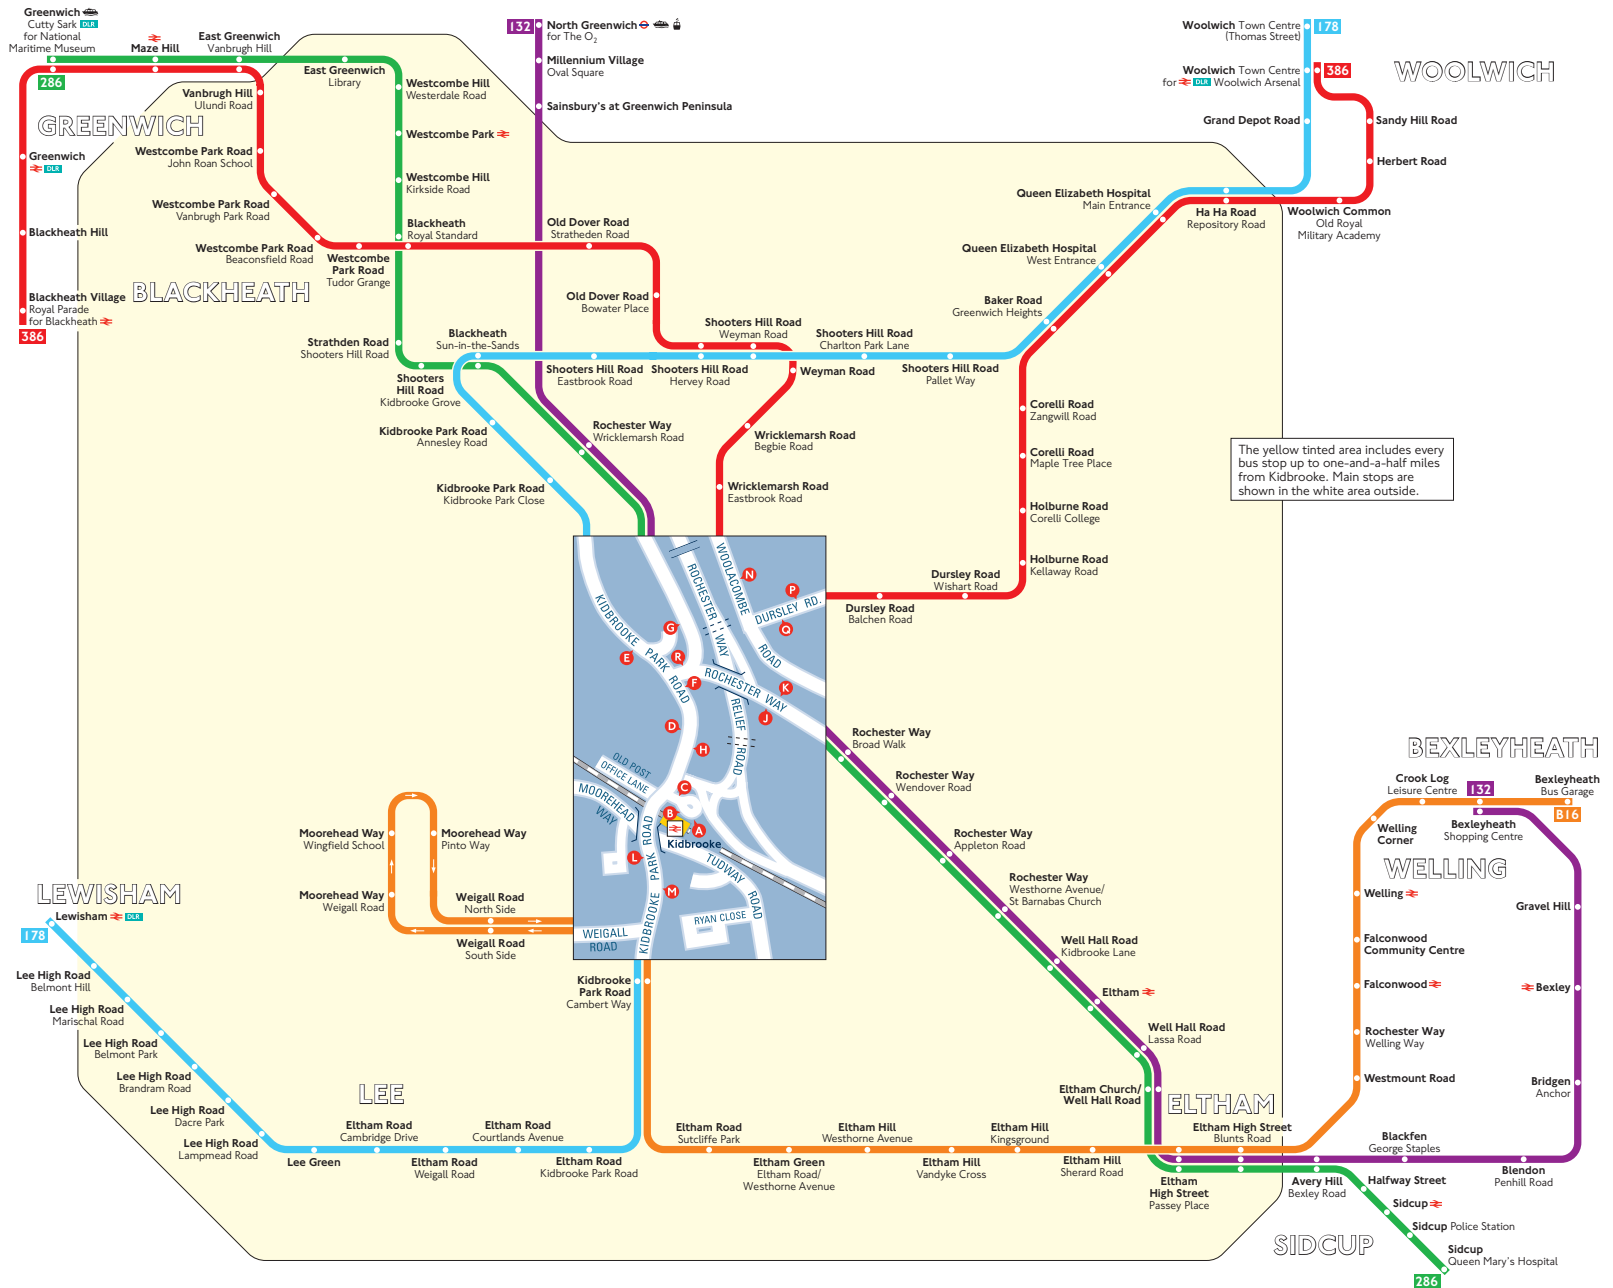 Greenwich
Cutty Sark DLR
for National
Maritime Museum
286
Maze Hill
East Greenwich
Vanbrugh Hill
East Greenwich
Library
Vanbrugh Hill
Ulundi Road
GREENWICH
Greenwich
DLR
Westcombe Park Road
John Roan School
Westcombe Park Road
Vanbrugh Park Road
Westcombe Park Road
Beaconsfield Road
Westcombe
Park Road
Tudor Grange
Blackheath Hill
BLACKHEATH
Blackheath Village
Royal Parade
for Blackheath
386
Westcombe Hill
Westerdale Road
Westcombe Park
Westcombe Hill
Kirkside Road
Blackheath
Royal Standard
132
North Greenwich
for The O2
Millennium Village
Oval Square
Sainsbury's at Greenwich Peninsula
Old Dover Road
Stratheden Road
Old Dover Road
Bowater Place
Shooters Hill Road
Weyman Road
Shooters Hill Road
Charlton Park Lane
Strathden Road
Shooters Hill Road
Blackheath
Sun-in-the-Sands
Shooters
Hill Road
Kidbrooke Grove
Shooters Hill Road
Eastbrook Road
Shooters Hill Road
Hervey Road
Weyman Road
Shooters Hill Road
Pallet Way
Kidbrooke Park Road
Annesley Road
Rochester Way
Wricklemarsh Road
Wricklemarsh Road
Begbie Road
Kidbrooke Park Road
Kidbrooke Park Close
Wricklemarsh Road
Eastbrook Road
Woolwich Town Centre
(Thomas Street)
178
Woolwich Town Centre
for DLR Woolwich Arsenal
386
WOOLWICH
Grand Depot Road
Sandy Hill Road
Herbert Road
Queen Elizabeth Hospital
Main Entrance
Ha Ha Road
Repository Road
Woolwich Common
Old Royal
Military Academy
Queen Elizabeth Hospital
West Entrance
Baker Road
Greenwich Heights
Corelli Road
Zangwill Road
Corelli Road
Maple Tree Place
Holburne Road
Corelli College
Holburne Road
Kellaway Road
Dursley Road
Wishart Road
Dursley Road
Balchen Road
The yellow tinted area includes every
bus stop up to one-and-a-half miles
from Kidbrooke. Main stops are
shown in the white area outside.
KIDBROOKE PARK ROAD
ROCHESTER WAY
WOOLACOMBE ROAD
DURSLEY RD.
ROCHESTER WAY
RELIEF ROAD
OLD POST
OFFICE LANE
MOOREHEAD
WAY
KIDBROOKE PARK ROAD
TUDWAY ROAD
RYAN CLOSE
WEIGALL
ROAD
Kidbrooke
N
P
Q
G
E
R
F
K
J
D
H
C
B
A
L
M
Rochester Way
Broad Walk
Rochester Way
Wendover Road
Rochester Way
Appleton Road
Rochester Way
Westhorne Avenue/
St Barnabas Church
Well Hall Road
Kidbrooke Lane
Eltham
Well Hall Road
Lassa Road
Eltham Church/
Well Hall Road
ELTHAM
Moorehead Way
Wingfield School
Moorehead Way
Pinto Way
Moorehead Way
Weigall Road
Weigall Road
North Side
Weigall Road
South Side
LEWISHAM
Lewisham DLR
178
Lee High Road
Belmont Hill
Lee High Road
Marischal Road
Lee High Road
Belmont Park
Lee High Road
Brandram Road
Lee High Road
Dacre Park
Lee High Road
Lampmead Road
LEE
Lee Green
Eltham Road
Cambridge Drive
Eltham Road
Weigall Road
Eltham Road
Courtlands Avenue
Eltham Road
Kidbrooke Park Road
Kidbrooke
Park Road
Cambert Way
Eltham Road
Sutcliffe Park
Eltham Green
Eltham Road/
Westhorne Avenue
Eltham Hill
Westhorne Avenue
Eltham Hill
Vandyke Cross
Eltham Hill
Kingsground
Eltham Hill
Sherard Road
Eltham High Street
Blunts Road
Eltham
High Street
Passey Place
Avery Hill
Bexley Road
Halfway Street
Sidcup
Sidcup Police Station
Sidcup
Queen Mary's Hospital
286
SIDCUP
Blackfen
George Staples
Blendon
Penhill Road
Bridgen
Anchor
Bexley
Gravel Hill
BEXLEYHEATH
Crook Log
Leisure Centre
132
Bexleyheath
Bus Garage
B16
Bexleyheath
Shopping Centre
Welling
Corner
WELLING
Welling
Falconwood
Community Centre
Falconwood
Rochester Way
Welling Way
Westmount Road